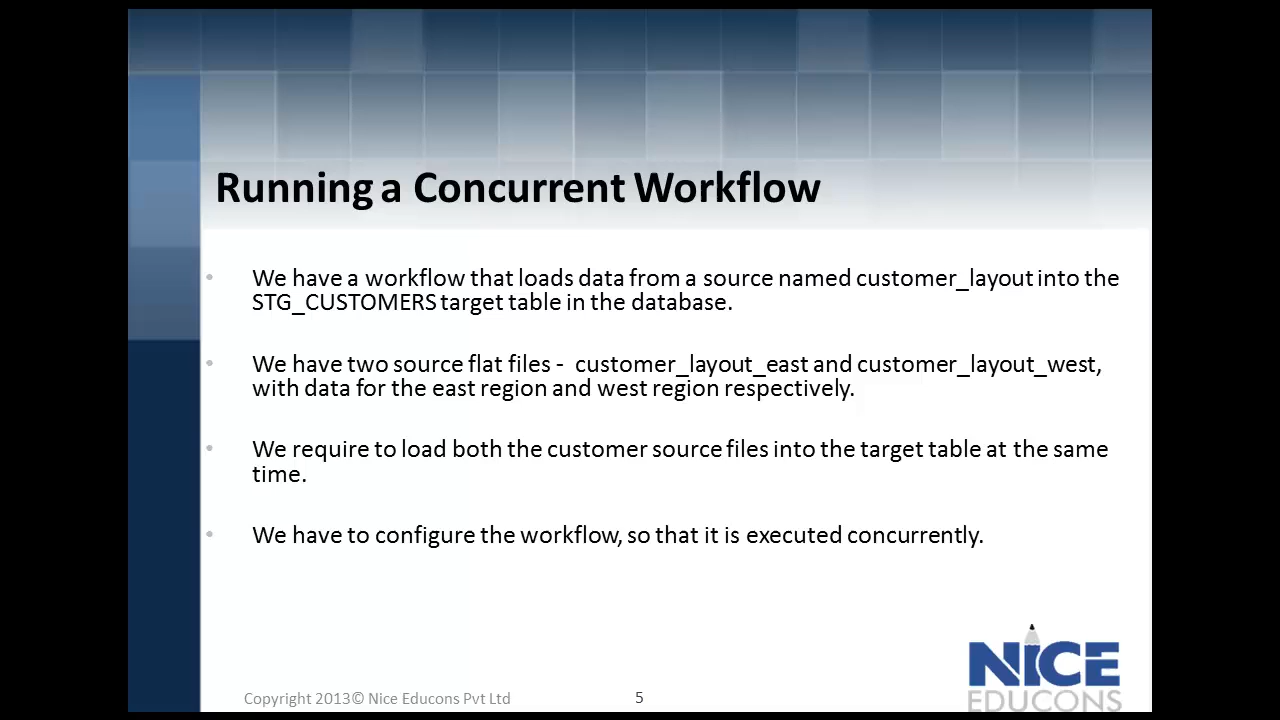 Running a Concurrent Workflow
• We have a workflow that loads data from a source named customer_layout into the
STG_CUSTOMERS target table in the database.
• We have two source flat files - customer_layout_east and customer_layout_west,
with data for the east region and west region respectively.
• We require to load both the customer source files into the target table at the same
time.
• We have to configure the workflow, so that it is executed concurrently.
NICE
EDUCONS
Copyright 2013© Nice Educons Pvt Ltd
5